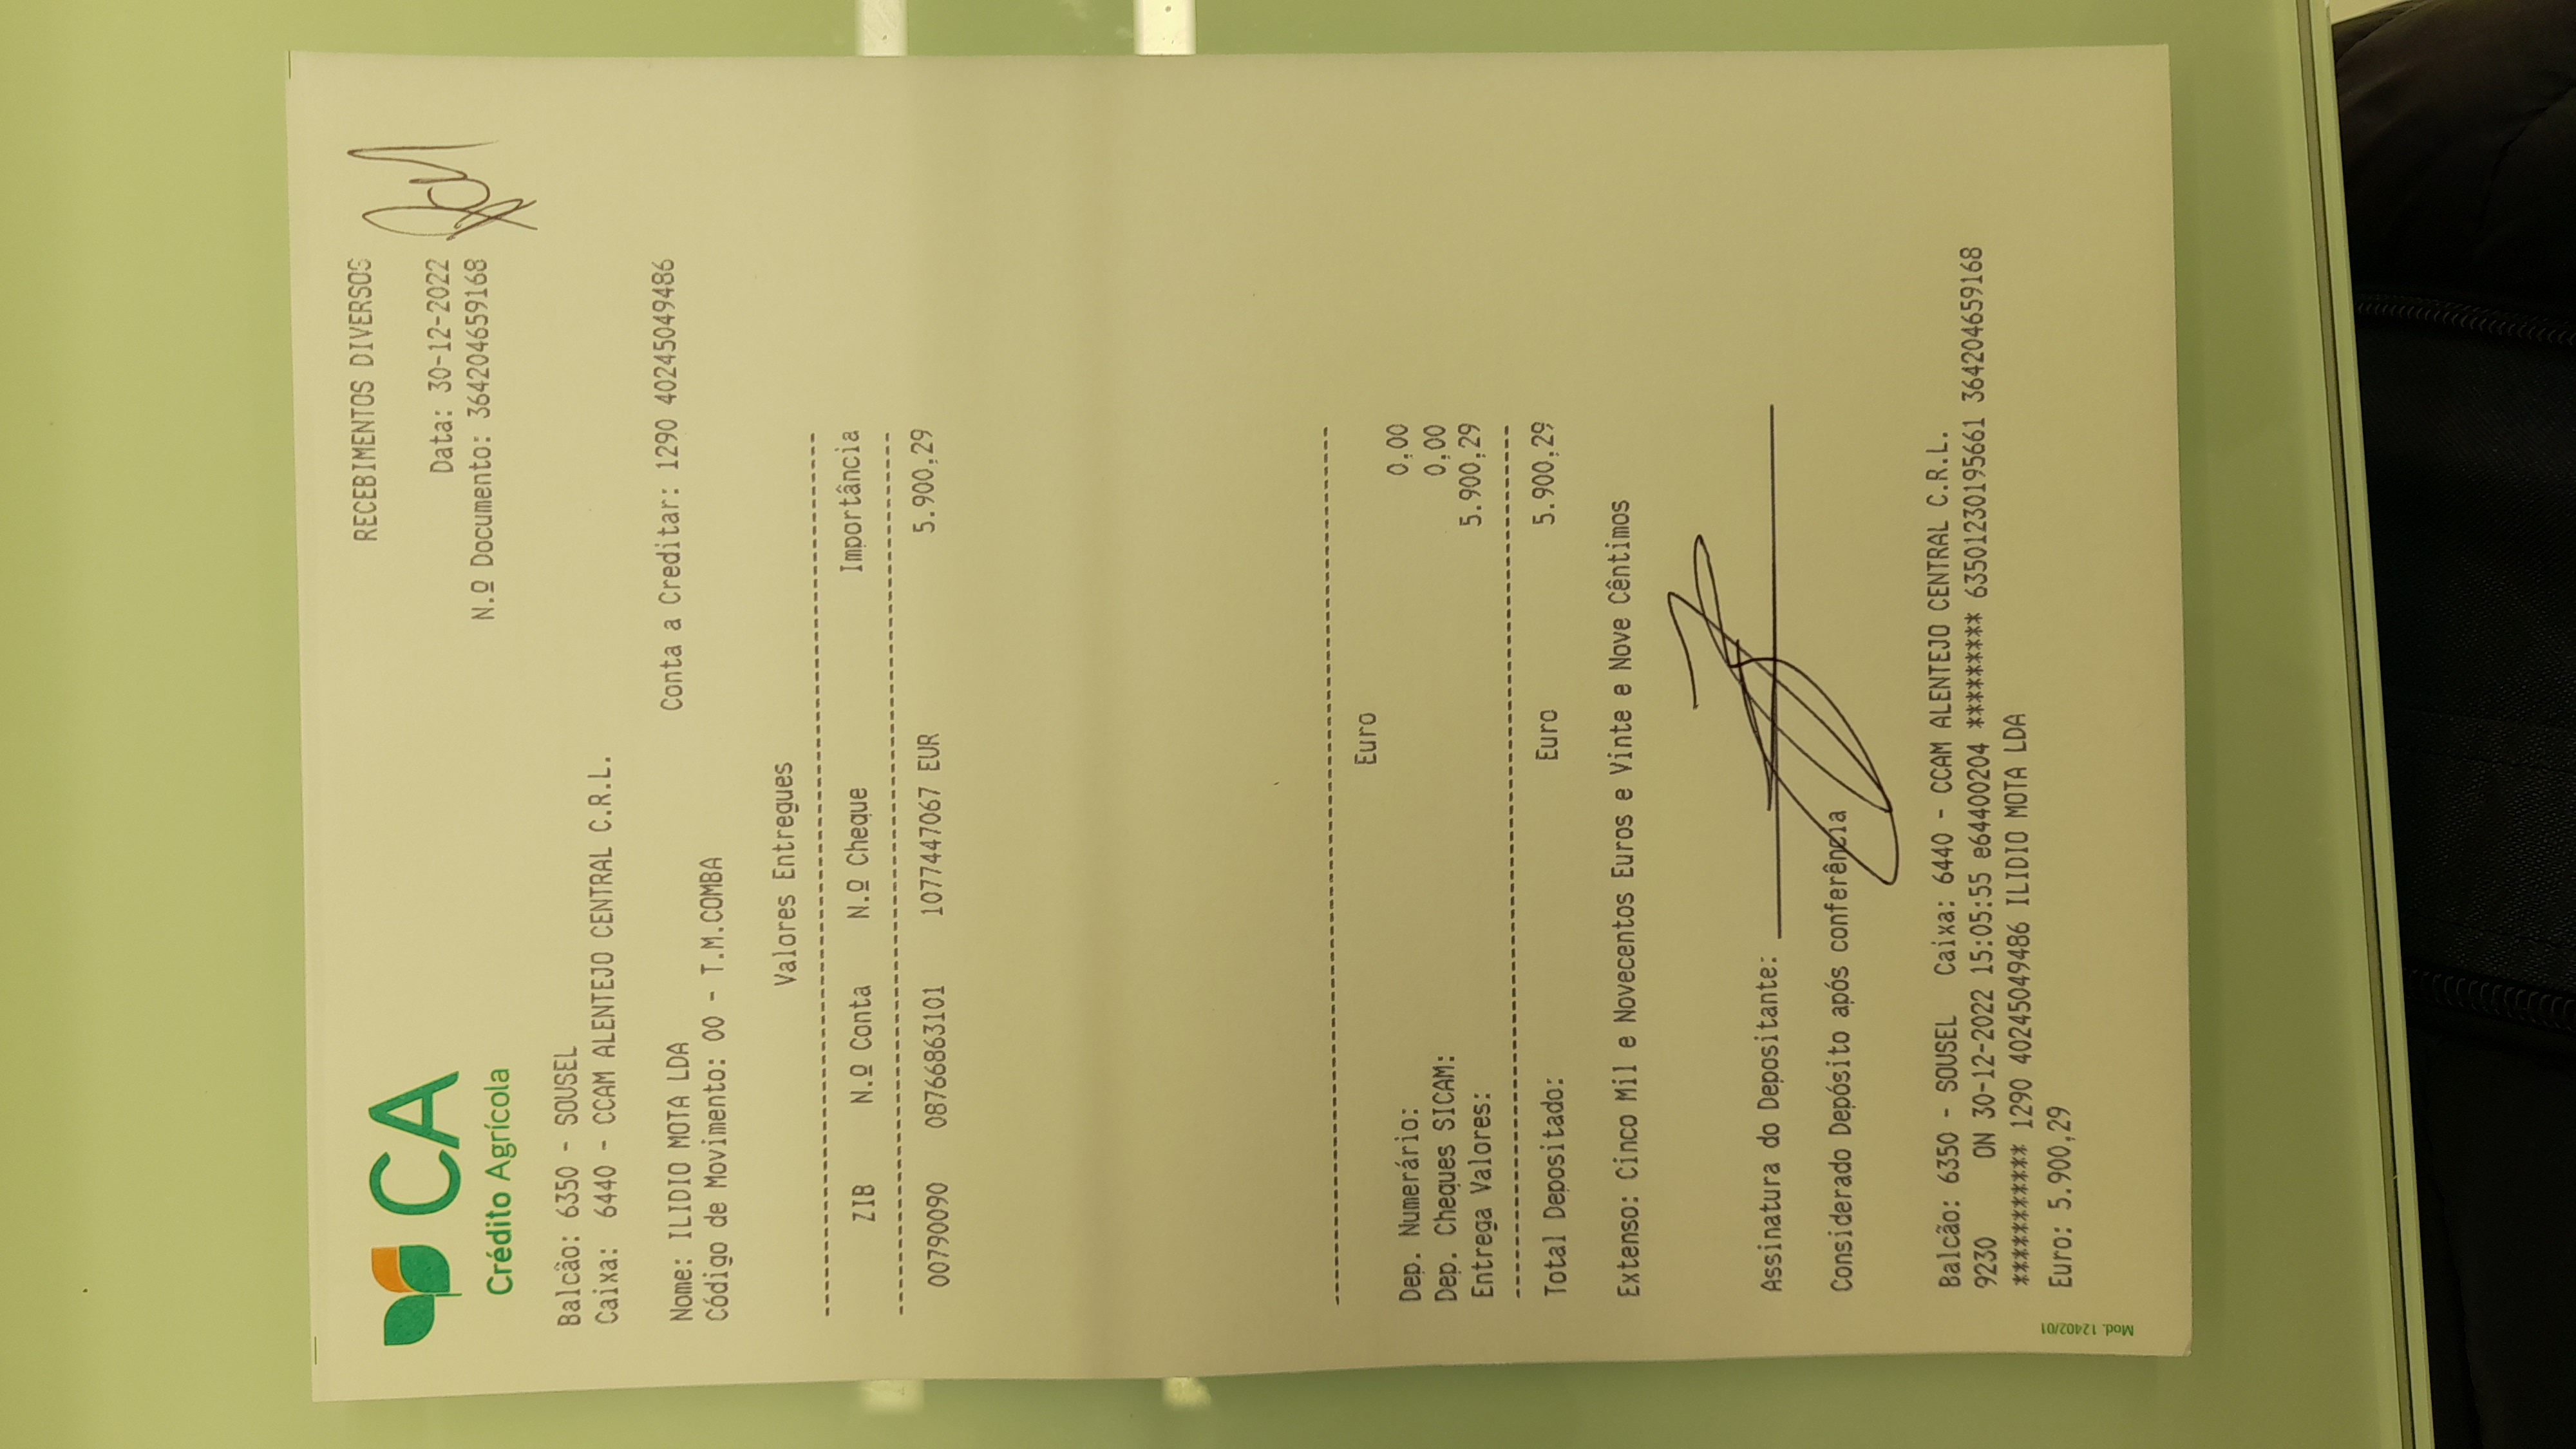 CA
Crédito Agrícola
RECEBIMENTOS DIVERSOS
Data: 30-12-2022
N.º Documento: 364204659168
Balcão: 6350 - SOUSEL
Caixa: 6440 - CCAM ALENTEJO CENTRAL C.R.L.
Nome: ILIDIO MOTA LDA Conta a Creditar: 1290 40245049486
Código de Movimento: 00 - T.M.COMBA
Valores Entregues
ZIB N.º Conta N.º Cheque Importância
00790090 08766863101 1077447067 EUR 5.900,29
Euro
Dep. Numerário: 0,00
Dep. Cheques SICAM: 0,00
Entrega Valores: 5.900,29
Total Depositado: Euro 5.900,29
Extenso: Cinco Mil e Novecentos Euros e Vinte e Nove Cêntimos
Assinatura do Depositante:
Considerado Depósito após conferência
Balcão: 6350 - SOUSEL Caixa: 6440 - CCAM ALENTEJO CENTRAL C.R.L.
9230 ON 30-12-2022 15:05:55 e64400204 ******** 63501230195661 364204659168
********** 1290 40245049486 ILIDIO MOTA LDA
Euro: 5.900,29
Mod. 12402/01